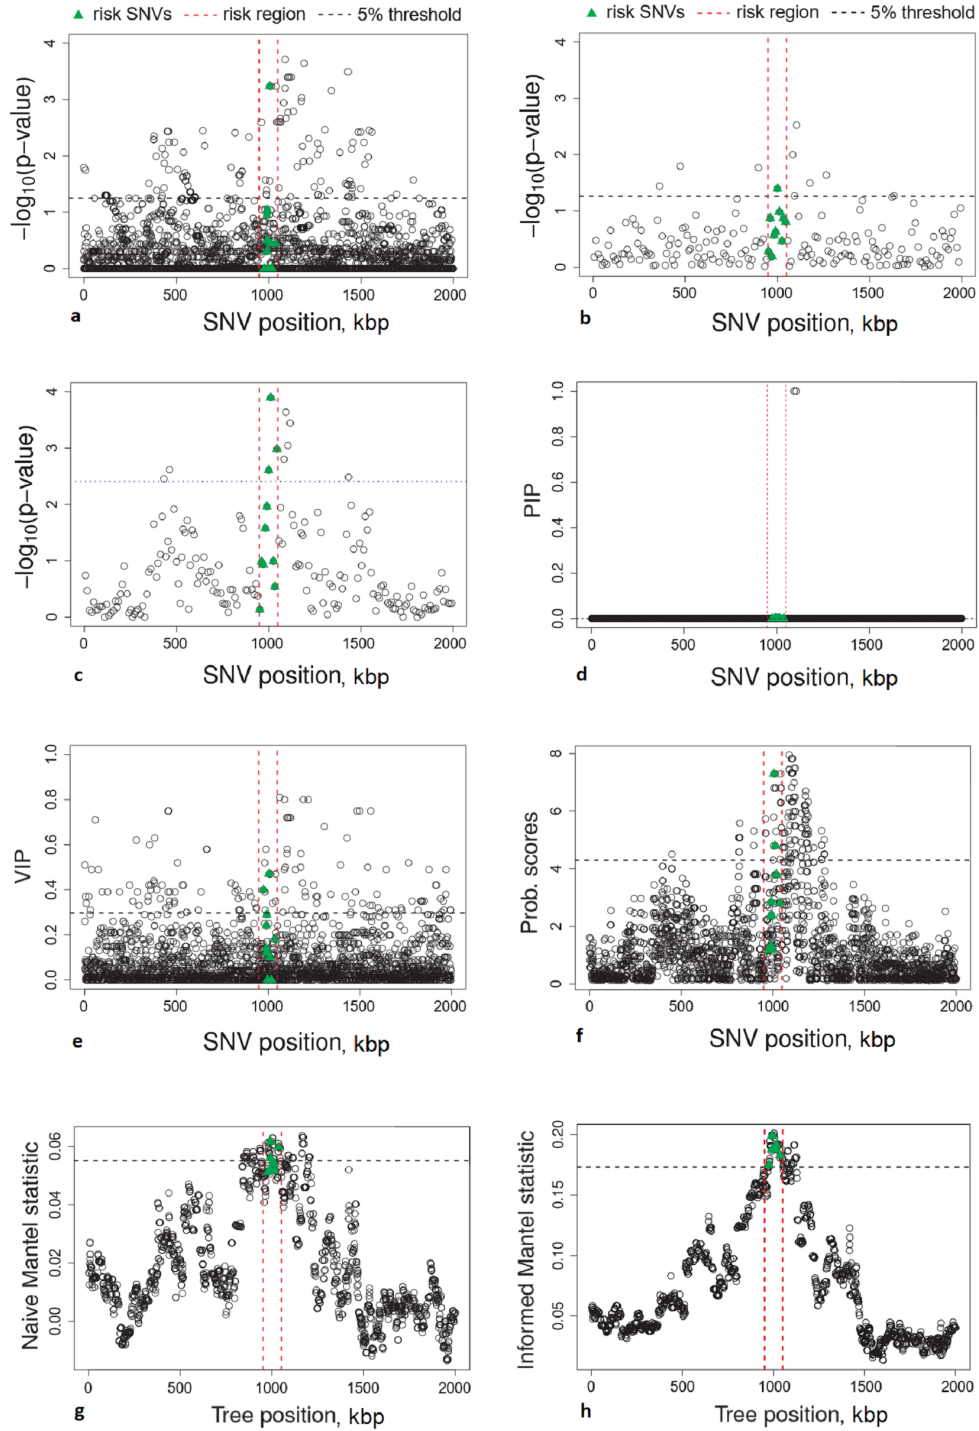 risk SNVs risk region 5% threshold
risk SNVs risk region 5% threshold
−log10(p−value)
4
3
2
1
0
0 500 1000 1500 2000
a SNV position, kbp
−log10(p−value)
4
3
2
1
0
0 500 1000 1500 2000
b SNV position, kbp
−log10(p−value)
4
3
2
1
0
0 500 1000 1500 2000
c SNV position, kbp
PIP
1.0
0.8
0.6
0.4
0.2
0.0
0 500 1000 1500 2000
d SNV position, kbp
VIP
1.0
0.8
0.6
0.4
0.2
0.0
0 500 1000 1500 2000
e SNV position, kbp
Prob. scores
8
6
4
2
0
0 500 1000 1500 2000
f SNV position, kbp
Naive Mantel statistic
0.06
0.04
0.02
0.00
0 500 1000 1500 2000
g Tree position, kbp
Informed Mantel statistic
0.20
0.15
0.10
0.05
0 500 1000 1500 2000
h Tree position, kbp